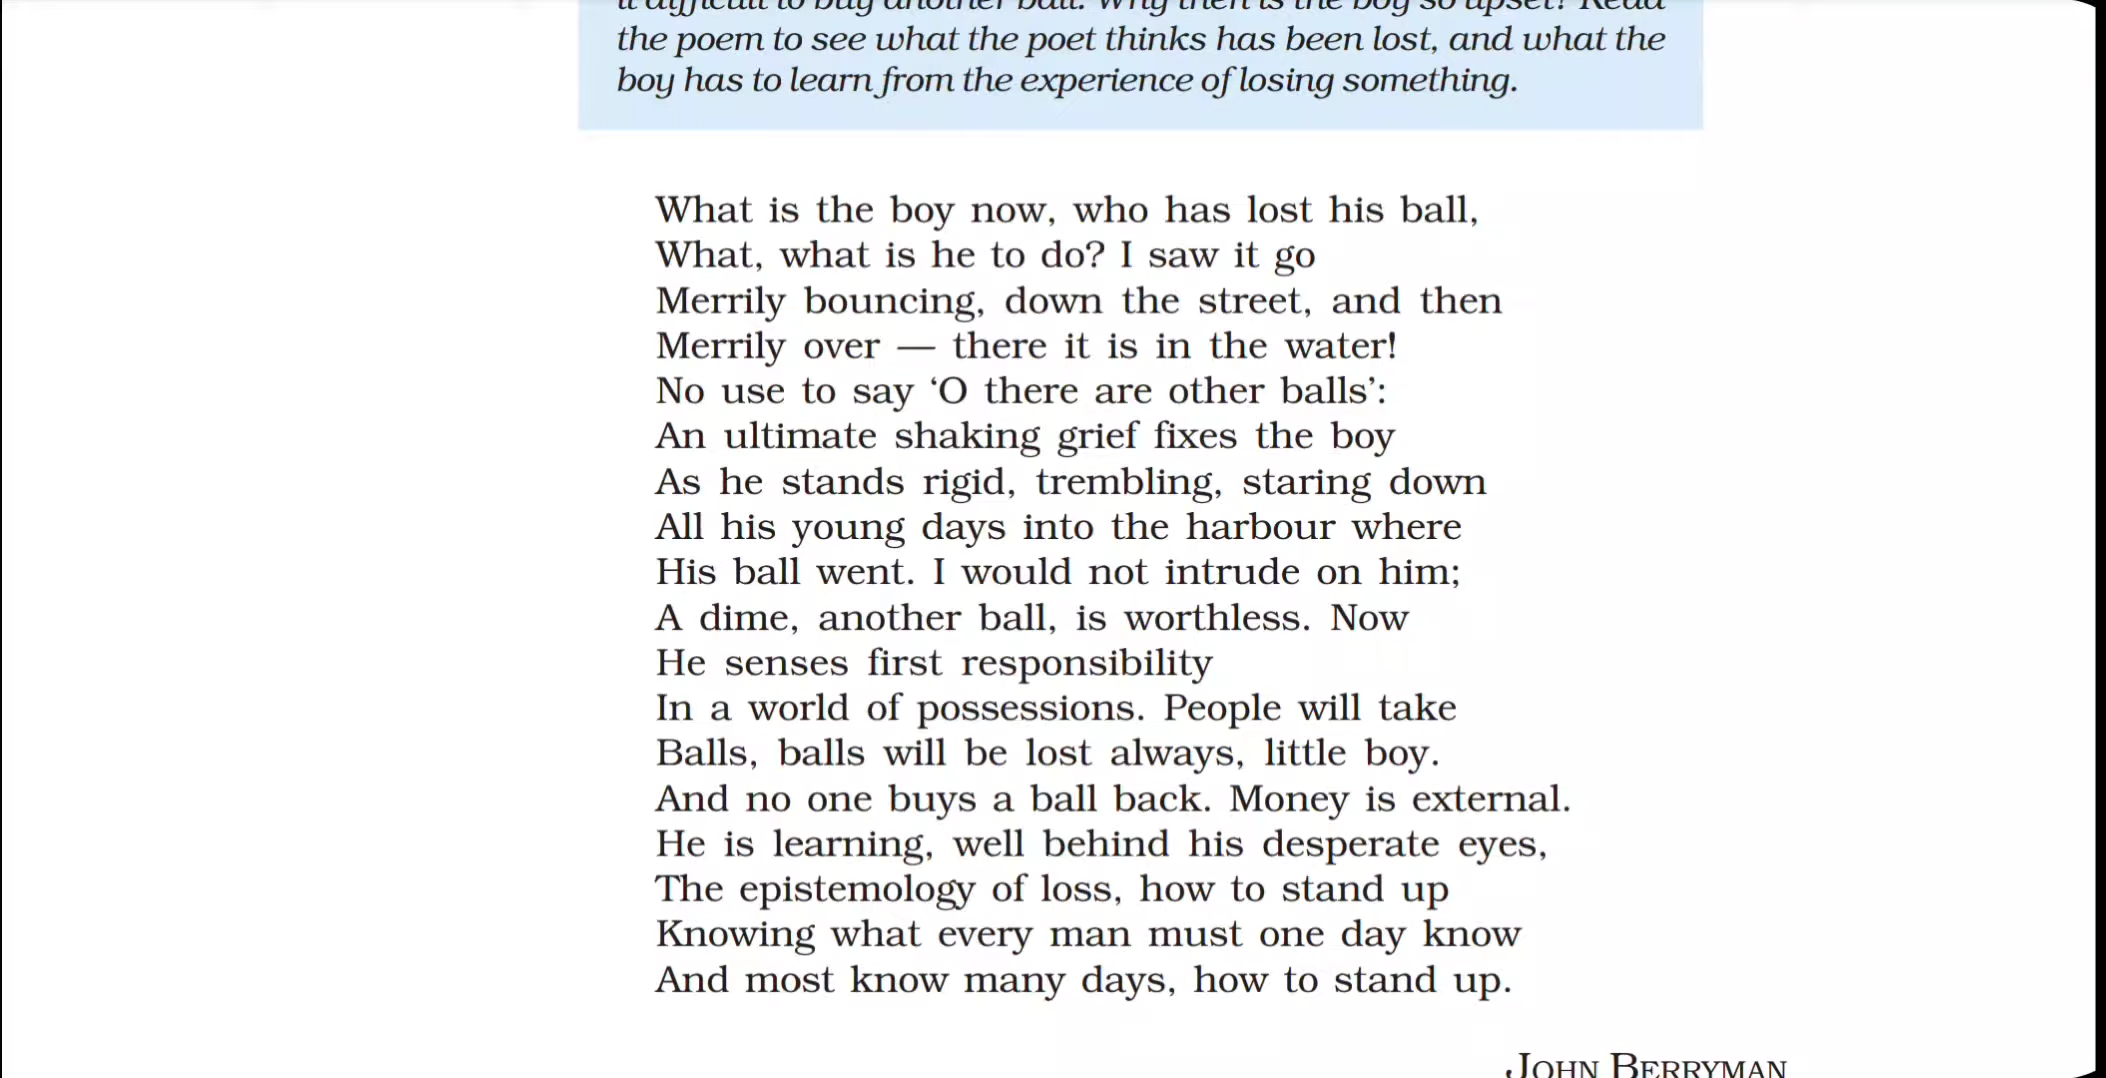 it difficult to buy another ball. Why then is the boy so upset? Read
the poem to see what the poet thinks has been lost, and what the
boy has to learn from the experience of losing something.
What is the boy now, who has lost his ball,
What, what is he to do? I saw it go
Merrily bouncing, down the street, and then
Merrily over — there it is in the water!
No use to say ‘O there are other balls’:
An ultimate shaking grief fixes the boy
As he stands rigid, trembling, staring down
All his young days into the harbour where
His ball went. I would not intrude on him;
A dime, another ball, is worthless. Now
He senses first responsibility
In a world of possessions. People will take
Balls, balls will be lost always, little boy.
And no one buys a ball back. Money is external.
He is learning, well behind his desperate eyes,
The epistemology of loss, how to stand up
Knowing what every man must one day know
And most know many days, how to stand up.
JOHN BERRYMAN